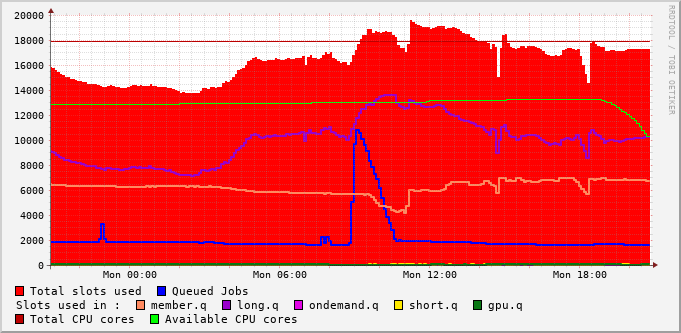 RRDTOOL / TOBI OETIKER
20000
18000
16000
14000
12000
10000
8000
6000
4000
2000
0
Mon 00:00 Mon 06:00 Mon 12:00 Mon 18:00
Total slots used Queued Jobs
Slots used in : member.q long.q ondemand.q short.q gpu.q
Total CPU cores Available CPU cores